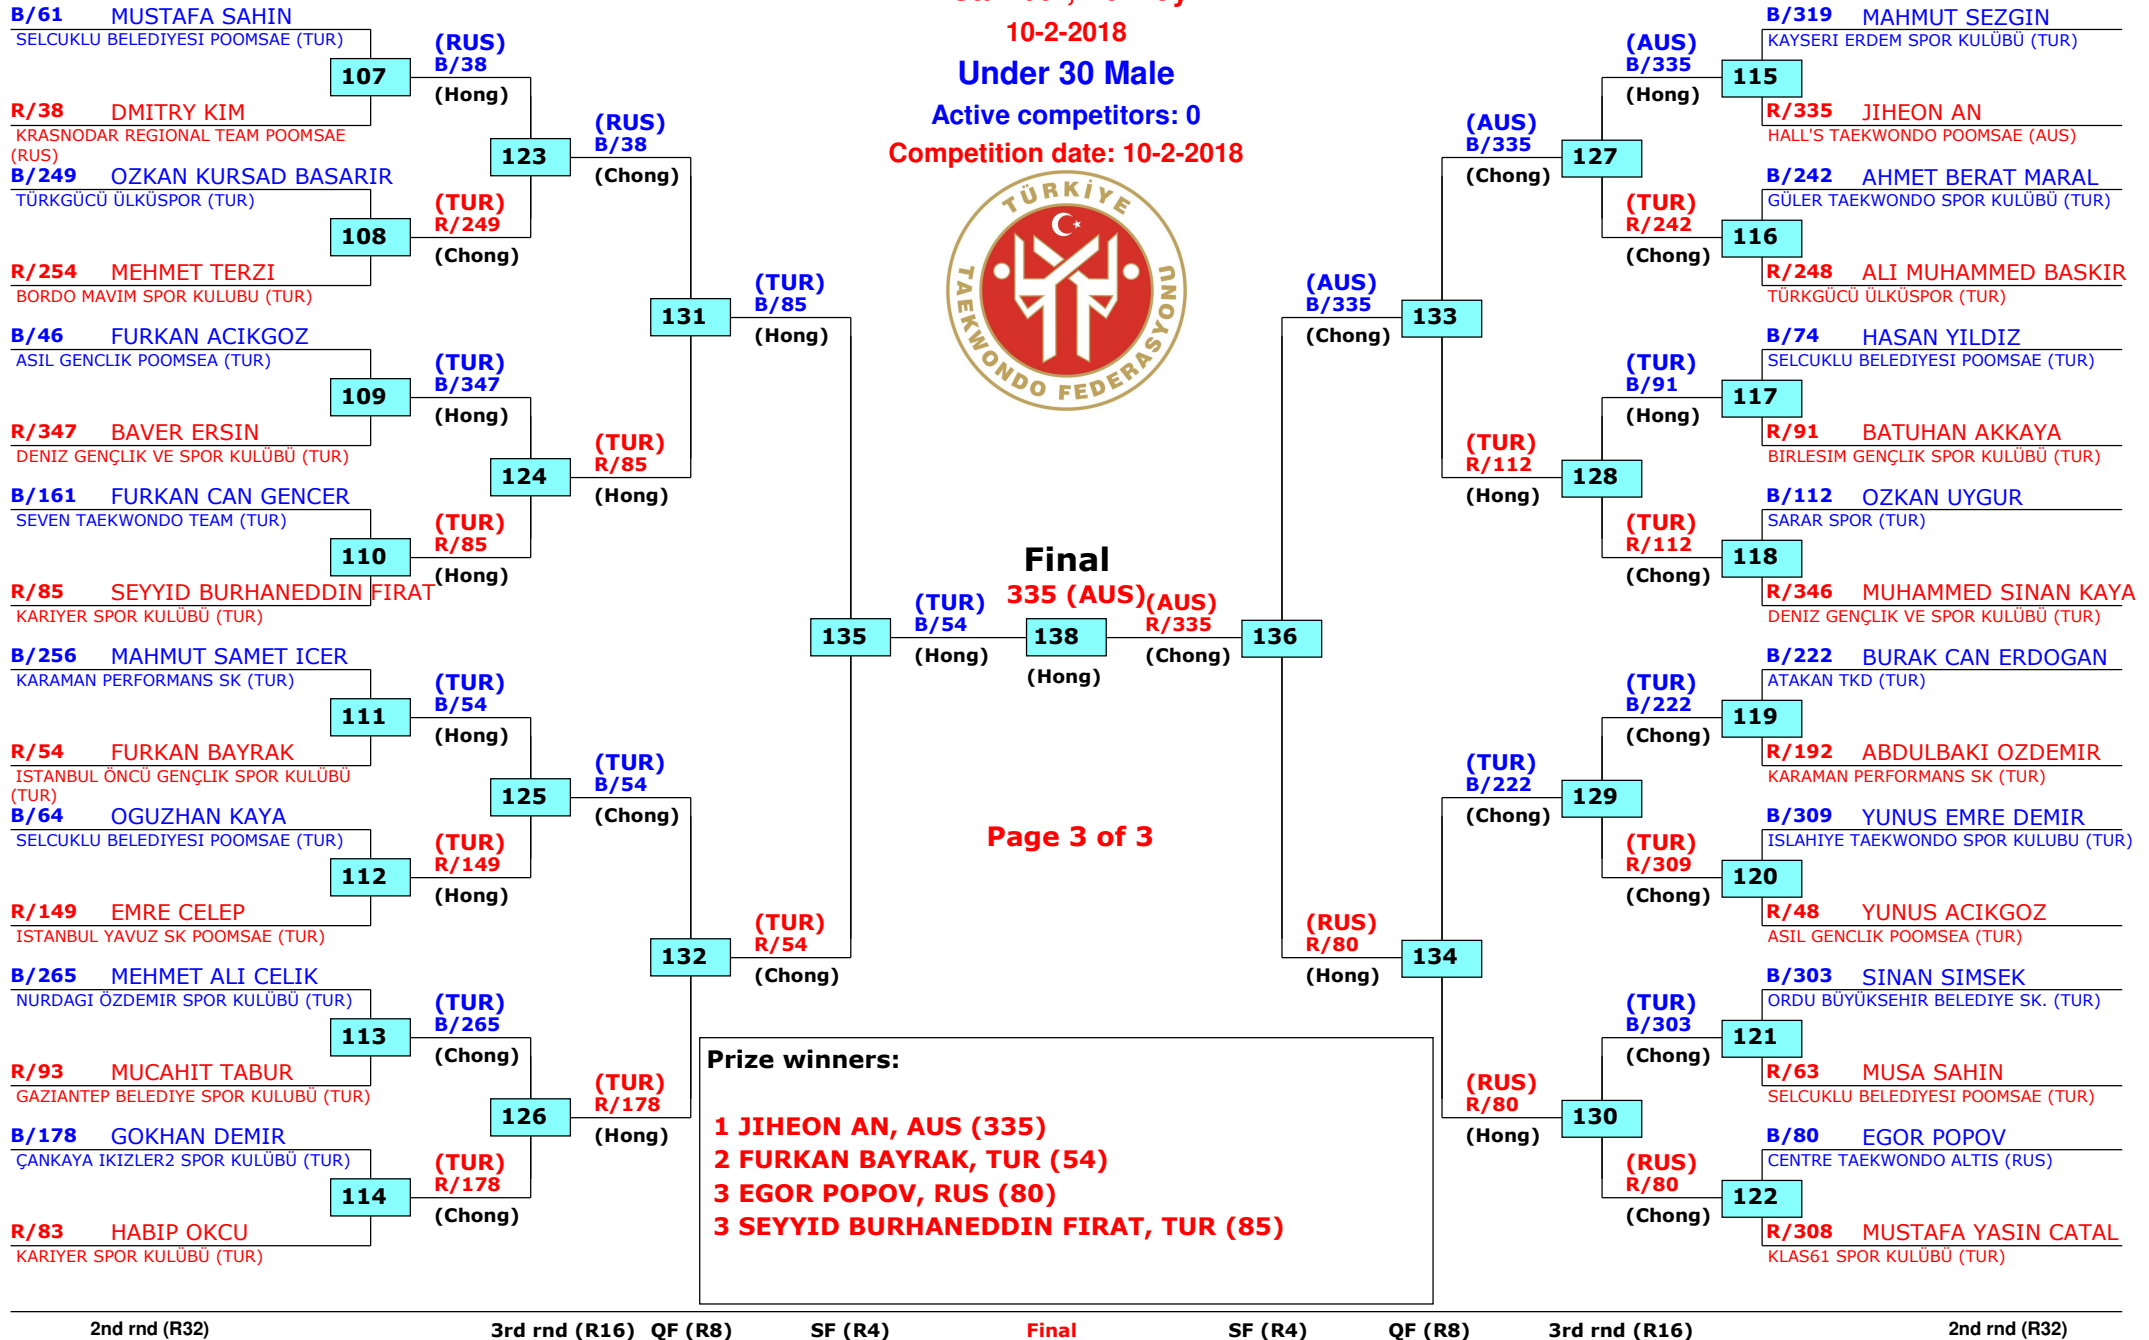 10-2-2018
Under 30 Male
Active competitors: 0
Competition date: 10-2-2018
TÜRKİYE
TAEKWONDO FEDERASYONU
B/61 MUSTAFA SAHIN
SELCUKLU BELEDIYESI POOMSAE (TUR)
107
R/38 DMITRY KIM
KRASNODAR REGIONAL TEAM POOMSAE
(RUS)
B/249 OZKAN KURSAD BASARIR
TÜRKGÜCÜ ÜLKÜSPOR (TUR)
108
R/254 MEHMET TERZI
BORDO MAVIM SPOR KULUBU (TUR)
B/46 FURKAN ACIKGOZ
ASIL GENCLIK POOMSEA (TUR)
109
R/347 BAVER ERSIN
DENIZ GENÇLIK VE SPOR KULÜBÜ (TUR)
B/161 FURKAN CAN GENCER
SEVEN TAEKWONDO TEAM (TUR)
110
R/85 SEYYID BURHANEDDIN FIRAT
KARIYER SPOR KULÜBÜ (TUR)
B/256 MAHMUT SAMET ICER
KARAMAN PERFORMANS SK (TUR)
111
R/54 FURKAN BAYRAK
ISTANBUL ÖNCÜ GENÇLIK SPOR KULÜBÜ
(TUR)
B/64 OGUZHAN KAYA
SELCUKLU BELEDIYESI POOMSAE (TUR)
112
R/149 EMRE CELEP
ISTANBUL YAVUZ SK POOMSAE (TUR)
B/265 MEHMET ALI CELIK
NURDAGI ÖZDEMIR SPOR KULÜBÜ (TUR)
113
R/93 MUCAHIT TABUR
GAZIANTEP BELEDIYE SPOR KULUBÜ (TUR)
B/178 GOKHAN DEMIR
ÇANKAYA IKIZLER2 SPOR KULÜBÜ (TUR)
114
R/83 HABIP OKCU
KARIYER SPOR KULÜBÜ (TUR)
(RUS)
B/38
(Hong)
123
(TUR)
R/249
(Chong)
(TUR)
B/347
(Hong)
124
(TUR)
R/85
(Hong)
(TUR)
B/54
(Hong)
125
(TUR)
R/149
(Hong)
(TUR)
B/265
(Chong)
126
(TUR)
R/178
(Chong)
(RUS)
B/38
(Chong)
131
(TUR)
R/85
(Hong)
(TUR)
B/54
(Chong)
132
(TUR)
R/178
(Hong)
(TUR)
B/85
(Hong)
135
(TUR)
R/54
(Chong)
(TUR)
B/54
(Hong)
Final
335 (AUS)
138
(Hong)
(AUS)
R/335
(Chong)
Page 3 of 3
(AUS)
B/335
(Chong)
136
(RUS)
R/80
(Hong)
(AUS)
B/335
(Chong)
133
(TUR)
R/112
(Hong)
(TUR)
B/222
(Chong)
134
(RUS)
R/80
(Hong)
(AUS)
B/335
(Hong)
127
(TUR)
R/242
(Chong)
(TUR)
B/91
(Hong)
128
(TUR)
R/112
(Chong)
(TUR)
B/222
(Chong)
129
(TUR)
R/309
(Chong)
(TUR)
B/303
(Chong)
130
(RUS)
R/80
(Chong)
B/319 MAHMUT SEZGIN
KAYSERI ERDEM SPOR KULÜBÜ (TUR)
115
R/335 JIHEON AN
HALL'S TAEKWONDO POOMSAE (AUS)
B/242 AHMET BERAT MARAL
GÜLER TAEKWONDO SPOR KULÜBÜ (TUR)
116
R/248 ALI MUHAMMED BASKIR
TÜRKGÜCÜ ÜLKÜSPOR (TUR)
B/74 HASAN YILDIZ
SELCUKLU BELEDIYESI POOMSAE (TUR)
117
R/91 BATUHAN AKKAYA
BIRLESIM GENÇLIK SPOR KULÜBÜ (TUR)
B/112 OZKAN UYGUR
SARAR SPOR (TUR)
118
R/346 MUHAMMED SINAN KAYA
DENIZ GENÇLIK VE SPOR KULÜBÜ (TUR)
B/222 BURAK CAN ERDOGAN
ATAKAN TKD (TUR)
119
R/192 ABDULBAKI OZDEMIR
KARAMAN PERFORMANS SK (TUR)
B/309 YUNUS EMRE DEMIR
ISLAHIYE TAEKWONDO SPOR KULUBU (TUR)
120
R/48 YUNUS ACIKGOZ
ASIL GENCLIK POOMSEA (TUR)
B/303 SINAN SIMSEK
ORDU BÜYÜKSEHIR BELEDIYE SK. (TUR)
121
R/63 MUSA SAHIN
SELCUKLU BELEDIYESI POOMSAE (TUR)
B/80 EGOR POPOV
CENTRE TAEKWONDO ALTIS (RUS)
122
R/308 MUSTAFA YASIN CATAL
KLAS61 SPOR KULÜBÜ (TUR)
Prize winners:
1 JIHEON AN, AUS (335)
2 FURKAN BAYRAK, TUR (54)
3 EGOR POPOV, RUS (80)
3 SEYYID BURHANEDDIN FIRAT, TUR (85)
2nd rnd (R32) 3rd rnd (R16) QF (R8) SF (R4) Final SF (R4) QF (R8) 3rd rnd (R16) 2nd rnd (R32)